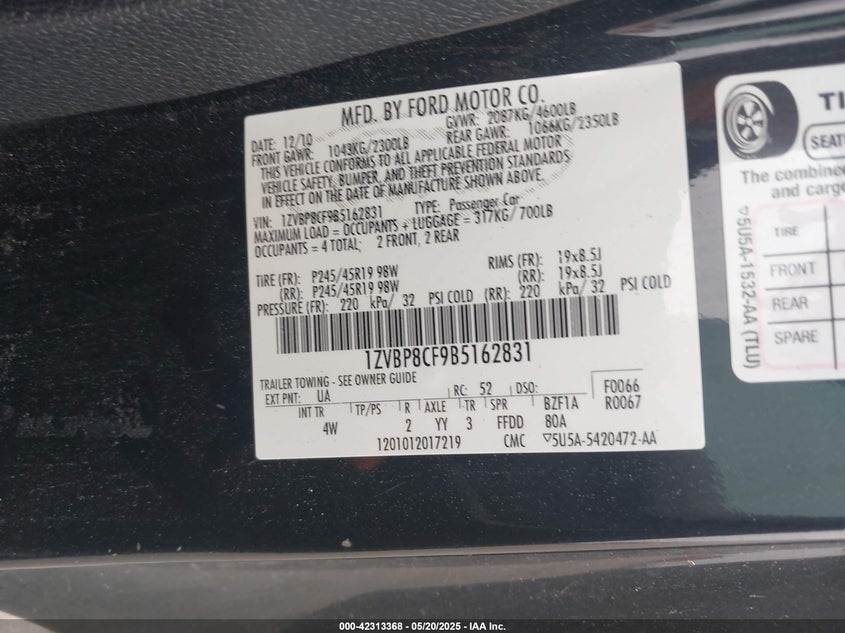 MFD. BY FORD MOTOR CO.
DATE: 12/10 GVWR: 2087KG/4600LB
FRONT GAWR: 1043KG/2300LB REAR GAWR: 1066KG/2350LB
THIS VEHICLE CONFORMS TO ALL APPLICABLE FEDERAL MOTOR
VEHICLE SAFETY, BUMPER, AND THEFT PREVENTION STANDARDS
IN EFFECT ON THE DATE OF MANUFACTURE SHOWN ABOVE.
VIN: 1ZVBP8CF9B5162831 TYPE: Passenger Car
MAXIMUM LOAD = OCCUPANTS + LUGGAGE = 317KG/700LB
OCCUPANTS = 4 TOTAL; 2 FRONT, 2 REAR
TIRE (FR): P245/45R19 98W RIMS (FR): 19x8.5J
(RR): P245/45R19 98W (RR): 19x8.5J
PRESSURE (FR): 220 kPa/ 32 PSI COLD (RR): 220 kPa/ 32 PSI COLD
1ZVBP8CF9B5162831
TRAILER TOWING - SEE OWNER GUIDE
EXT PNT: UA RC: 52 DSO: F0066
INT TR TP/PS R AXLE TR SPR BZF1A R0067
4W 2 YY 3 FFDD 80A
1201012017219 CMC ▽5U5A-5420472-AA
TI
SEAT
The combine
and cargo
TIRE
FRONT
REAR
SPARE
▽5U5A-1532-AA (TLU)
000-42313368 - 05/20/2025 - IAA Inc.